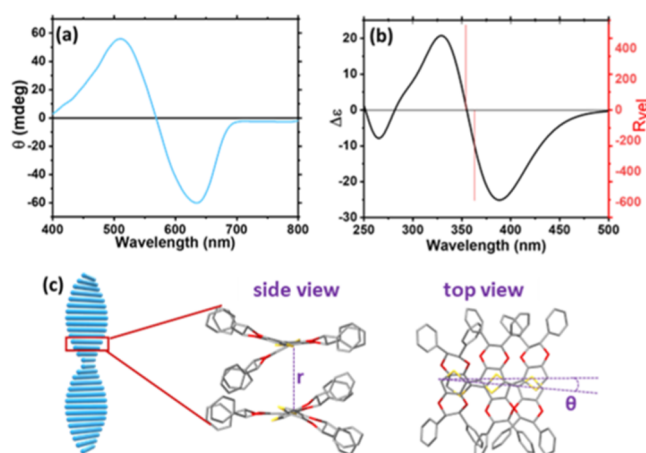 (a)
θ (mdeg)
60
40
20
0
-20
-40
-60
400
500
600
700
800
Wavelength (nm)
(b)
Δε
20
10
0
-10
-20
-30
250
300
350
400
450
500
Wavelength (nm)
400
200
0
-200
-400
-600
Rvel
(c)
side view
r
top view
θ